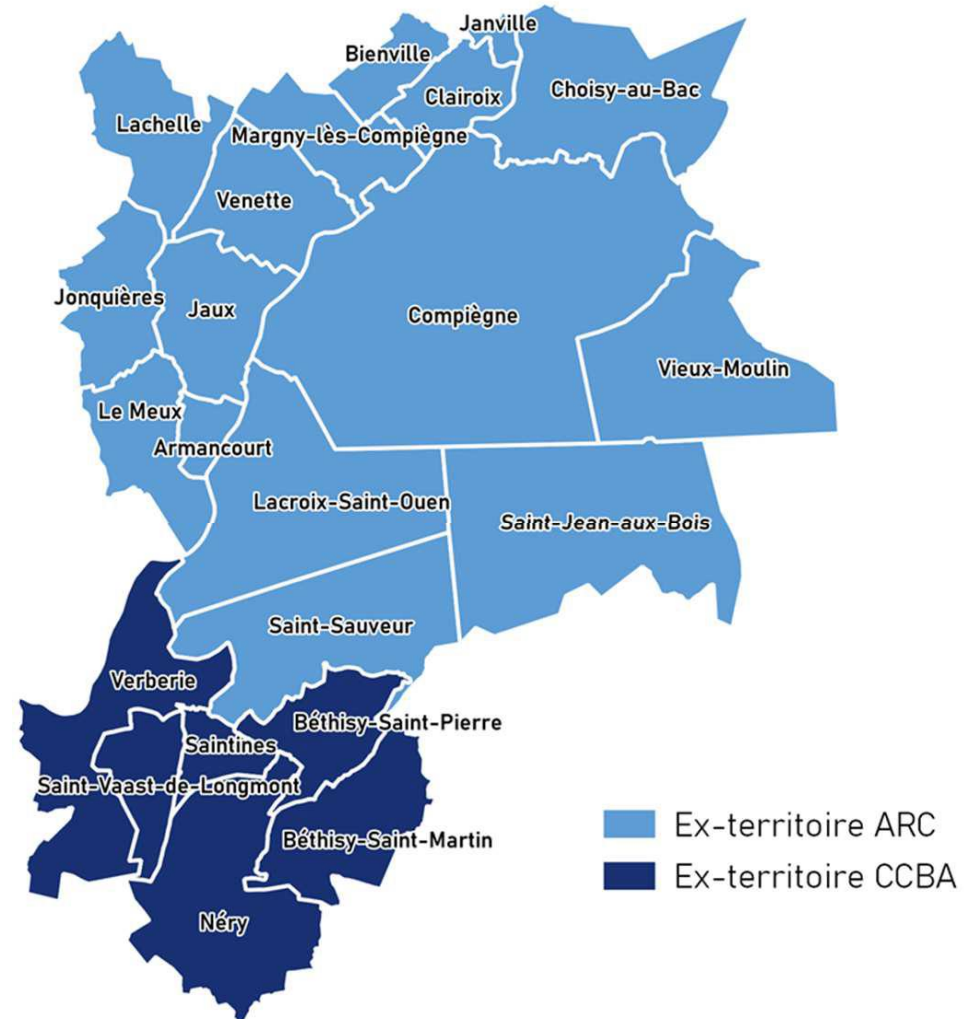 Janville
Bienville
Choisy-au-Bac
Clairoix
Lachelle
Margny-lès-Compiègne
Venette
Jonquières
Jaux
Compiègne
Vieux-Moulin
Le Meux
Armancourt
Lacroix-Saint-Ouen
Saint-Jean-aux-Bois
Saint-Sauveur
Verberie
Béthisy-Saint-Pierre
Saintines
Saint-Vaast-de-Longmont
Béthisy-Saint-Martin
Néry
Ex-territoire ARC
Ex-territoire CCBA